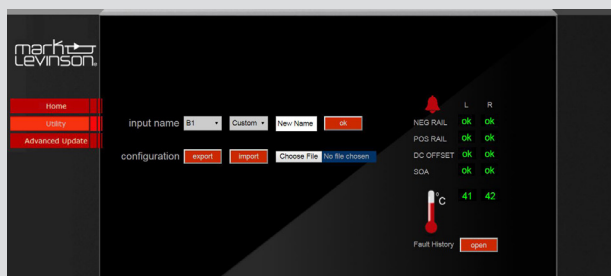 mark
Levinson®
Home
Utility
Advanced Update
input name B1 Custom New Name ok
configuration export import Choose File No file chosen
L R
NEG RAIL ok ok
POS RAIL ok ok
DC OFFSET ok ok
SOA ok ok
°C 41 42
Fault History open